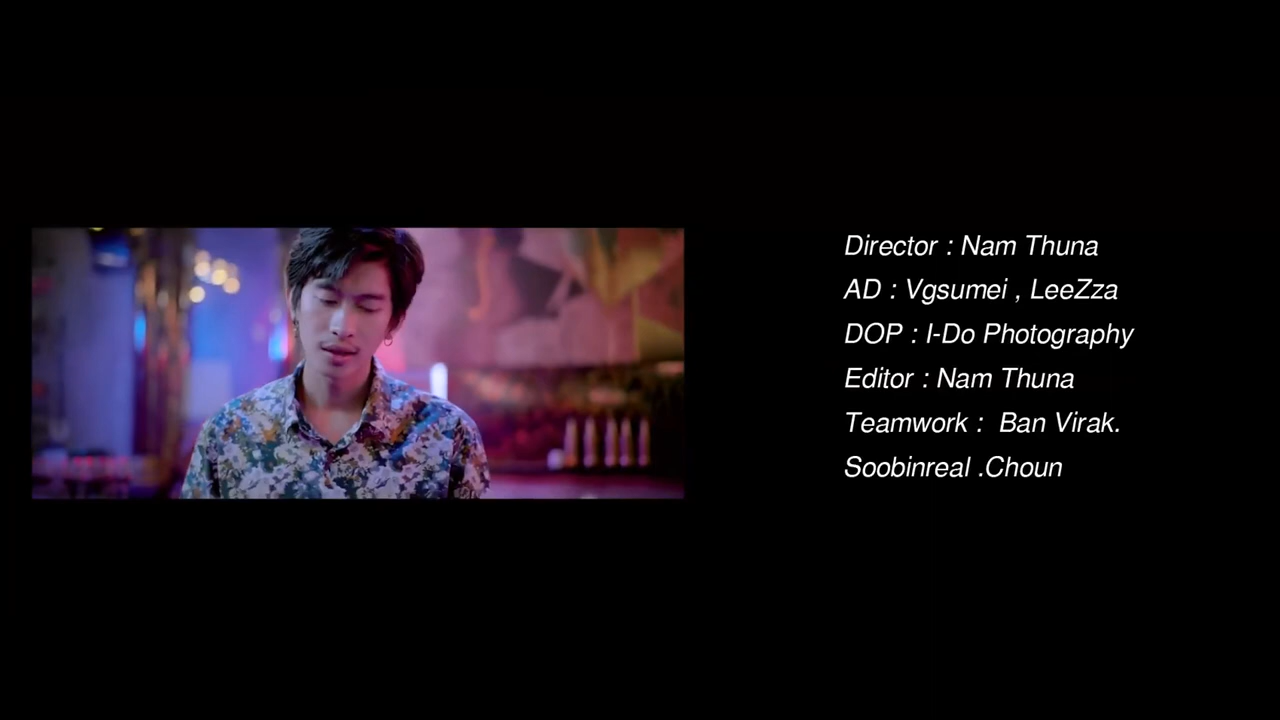 Director : Nam Thuna
AD : Vgsumei , LeeZza
DOP : I-Do Photography
Editor : Nam Thuna
Teamwork :  Ban Virak.
Soobinreal .Choun